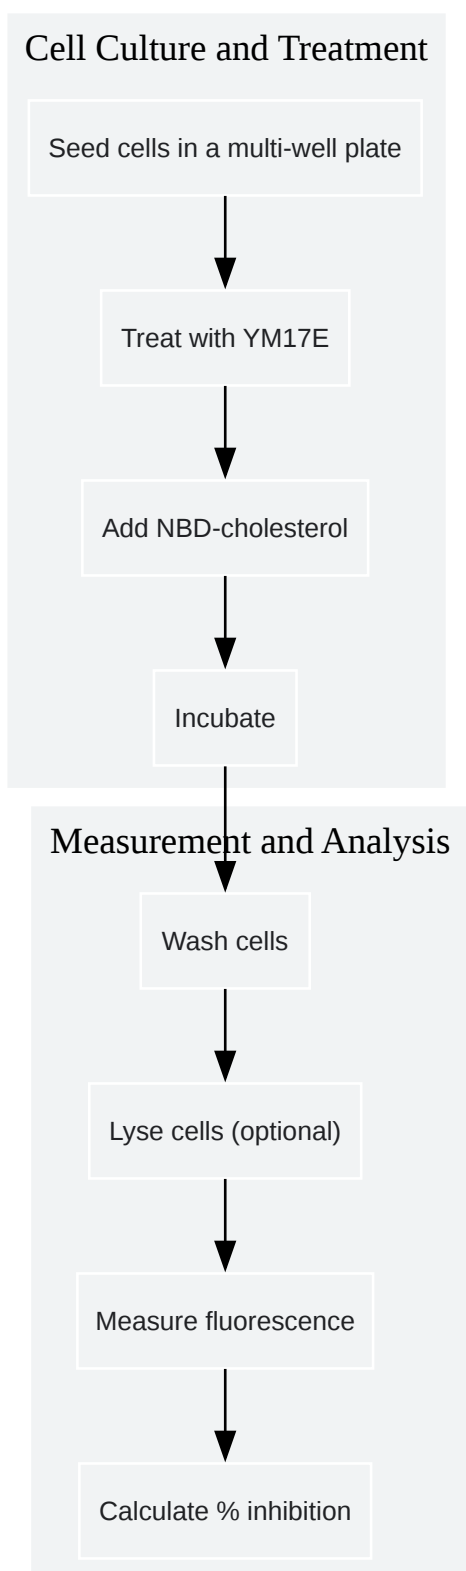 Cell Culture and Treatment
Seed cells in a multi-well plate
Treat with YM17E
Add NBD-cholesterol
Incubate
Measurement and Analysis
Wash cells
Lyse cells (optional)
Measure fluorescence
Calculate % inhibition